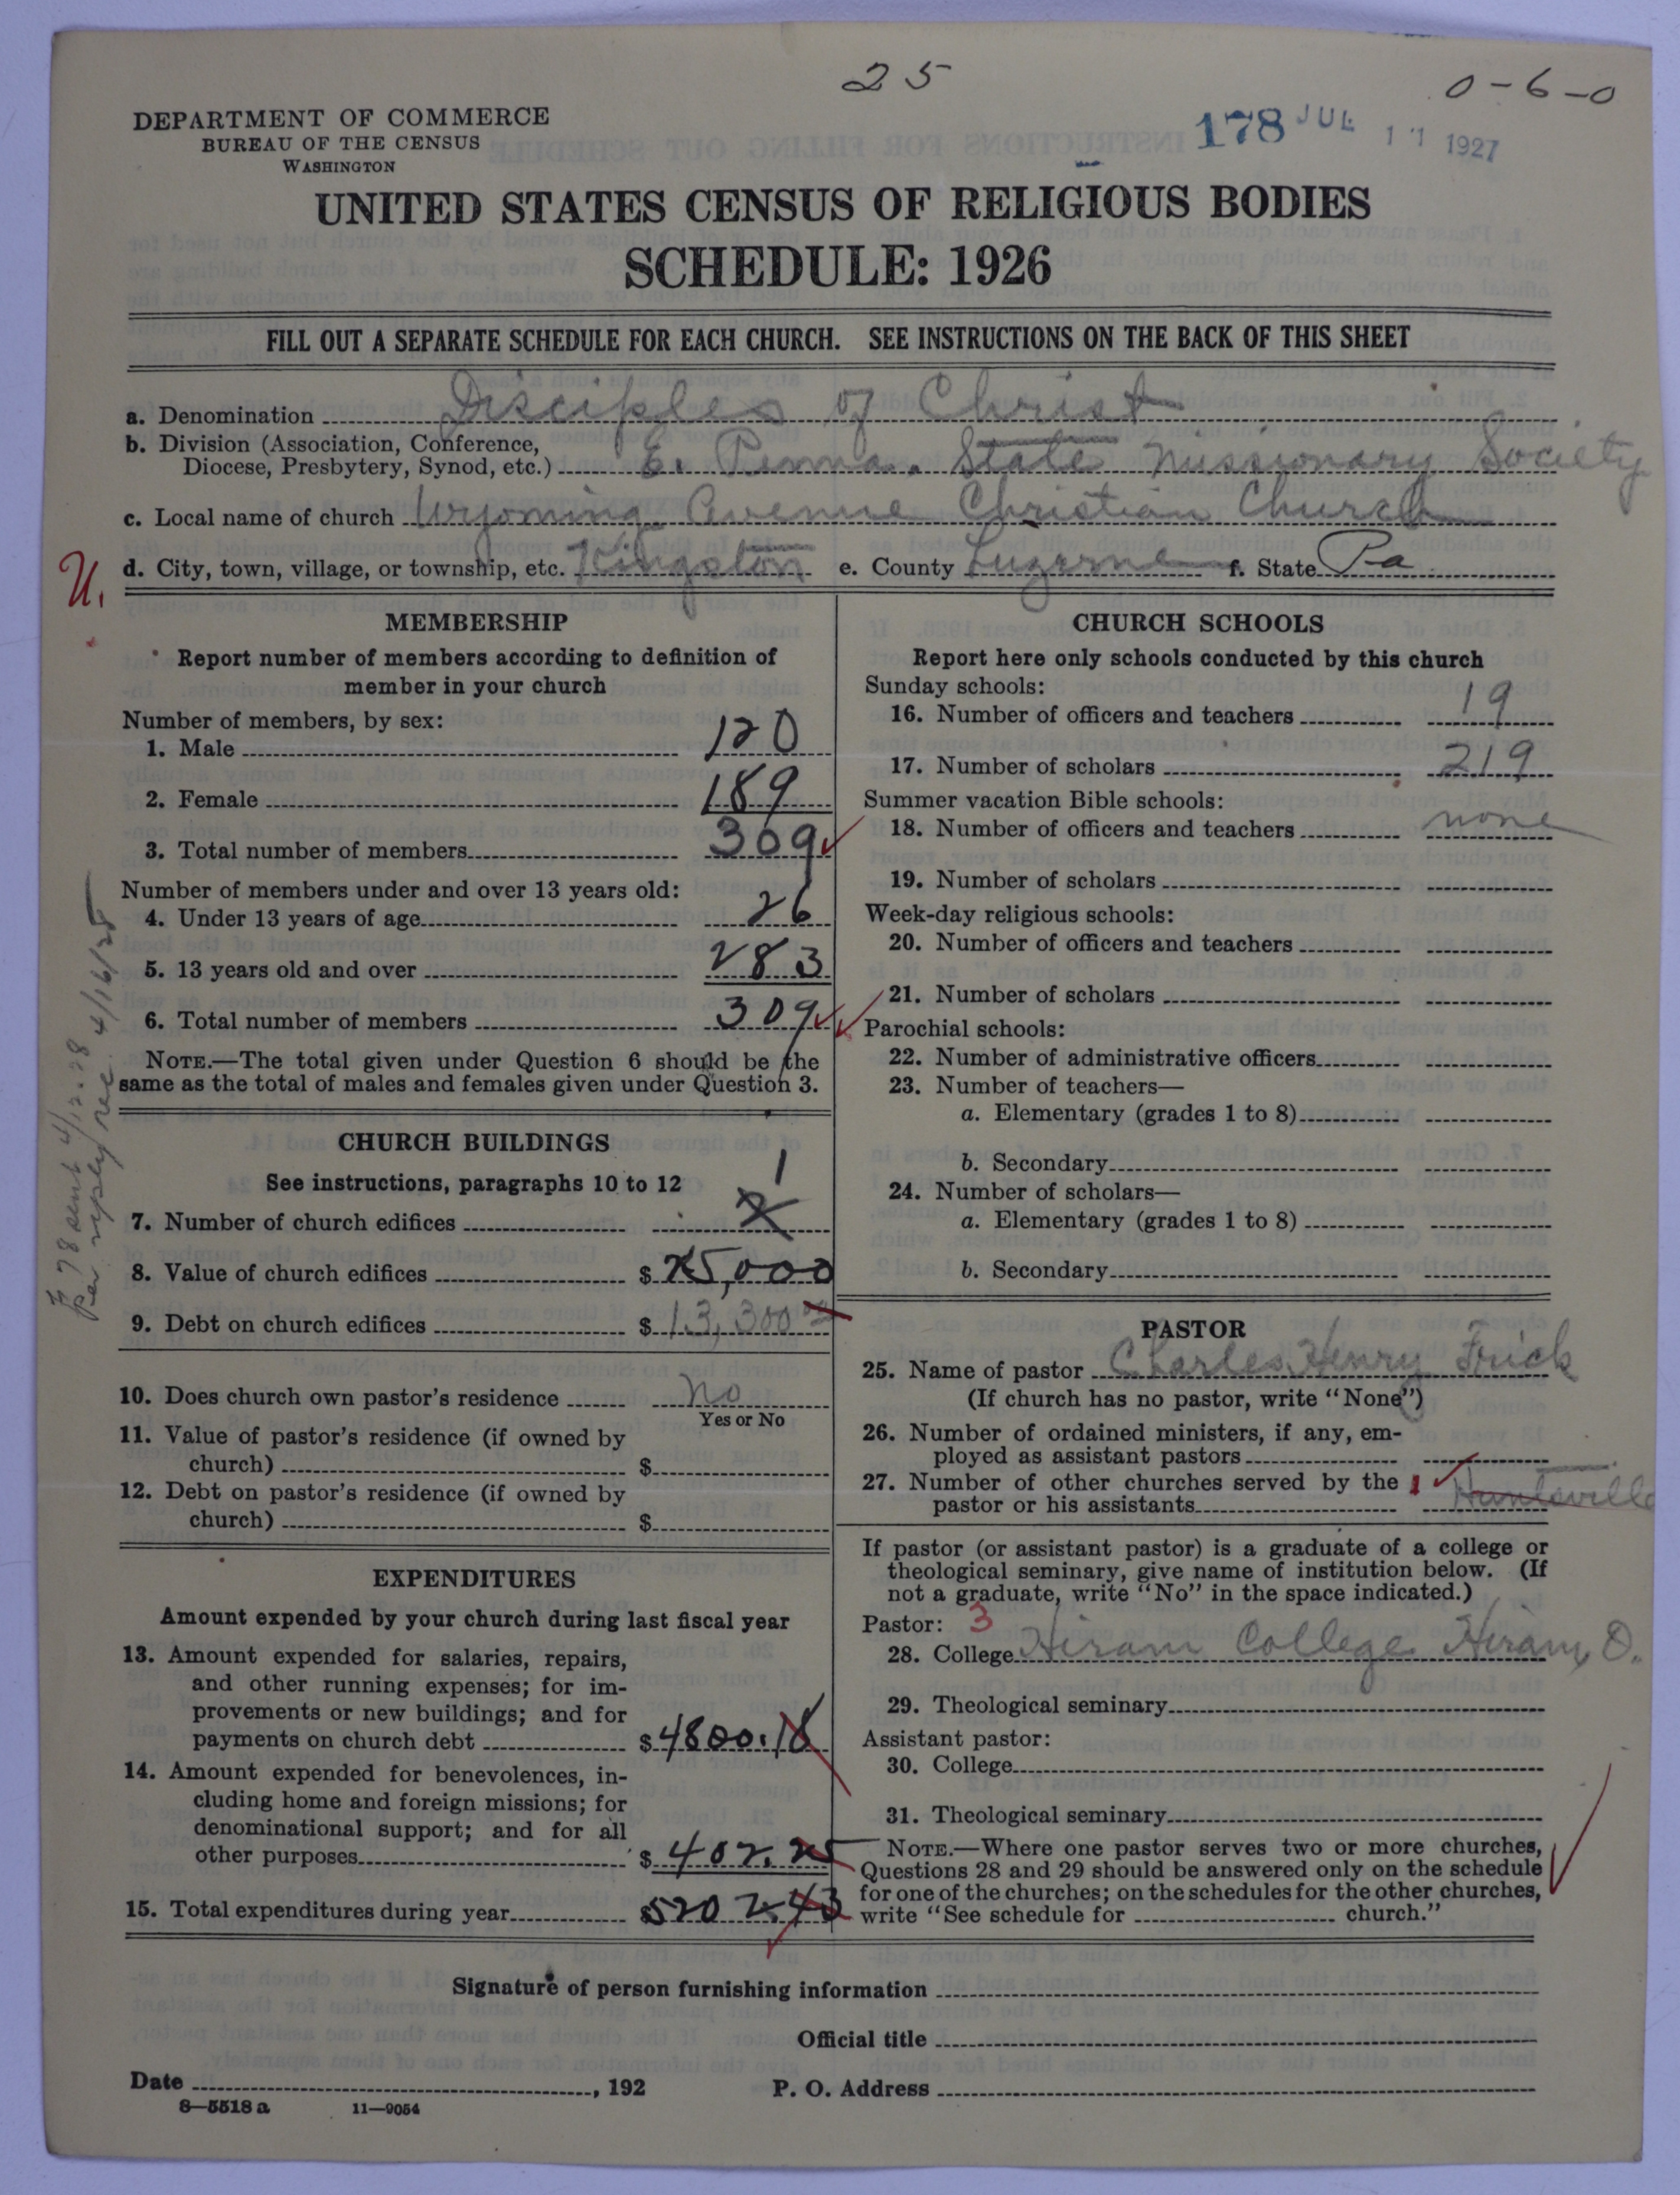 25
0-6-0
DEPARTMENT OF COMMERCE
BUREAU OF THE CENSUS
WASHINGTON
178 JUL 11 1927
UNITED STATES CENSUS OF RELIGIOUS BODIES
SCHEDULE: 1926
FILL OUT A SEPARATE SCHEDULE FOR EACH CHURCH. SEE INSTRUCTIONS ON THE BACK OF THIS SHEET
a. Denomination Disciples of Christ
b. Division (Association, Conference,
Diocese, Presbytery, Synod, etc.) E. Penna. State Missionary Society
c. Local name of church Wyoming Avenue Christian Church
U. d. City, town, village, or township, etc. Kingston e. County Luzerne f. State Pa
MEMBERSHIP
Report number of members according to definition of
member in your church
Number of members, by sex:
1. Male 120
2. Female 189
3. Total number of members 309
Number of members under and over 13 years old:
4. Under 13 years of age 26
5. 13 years old and over 283
6. Total number of members 309
NOTE.—The total given under Question 6 should be the
same as the total of males and females given under Question 3.
sent 4/12.28
reply rec. 4/16/28
CHURCH BUILDINGS
See instructions, paragraphs 10 to 12
1
7. Number of church edifices
8. Value of church edifices $ 75,000
9. Debt on church edifices $ 13,300
10. Does church own pastor's residence No
Yes or No
11. Value of pastor's residence (if owned by
church) $
12. Debt on pastor's residence (if owned by
church) $
EXPENDITURES
Amount expended by your church during last fiscal year
13. Amount expended for salaries, repairs,
and other running expenses; for im-
provements or new buildings; and for
payments on church debt $ 4800.18
14. Amount expended for benevolences, in-
cluding home and foreign missions; for
denominational support; and for all
other purposes $ 402.25
15. Total expenditures during year $ 5202.43
CHURCH SCHOOLS
Report here only schools conducted by this church
Sunday schools:
16. Number of officers and teachers 19
17. Number of scholars 219
Summer vacation Bible schools:
18. Number of officers and teachers none
19. Number of scholars
Week-day religious schools:
20. Number of officers and teachers
21. Number of scholars
Parochial schools:
22. Number of administrative officers
23. Number of teachers—
a. Elementary (grades 1 to 8)
b. Secondary
24. Number of scholars—
a. Elementary (grades 1 to 8)
b. Secondary
PASTOR
25. Name of pastor Charles Henry Frick
(If church has no pastor, write "None")
26. Number of ordained ministers, if any, em-
ployed as assistant pastors
27. Number of other churches served by the 1
pastor or his assistants Huntsville
If pastor (or assistant pastor) is a graduate of a college or
theological seminary, give name of institution below. (If
not a graduate, write "No" in the space indicated.)
Pastor: 3
28. College Hiram College Hiram, O.
29. Theological seminary
Assistant pastor:
30. College
31. Theological seminary
NOTE.—Where one pastor serves two or more churches,
Questions 28 and 29 should be answered only on the schedule
for one of the churches; on the schedules for the other churches,
write "See schedule for church."
Signature of person furnishing information
Official title
Date , 192 P. O. Address
8—5518 a 11—9054